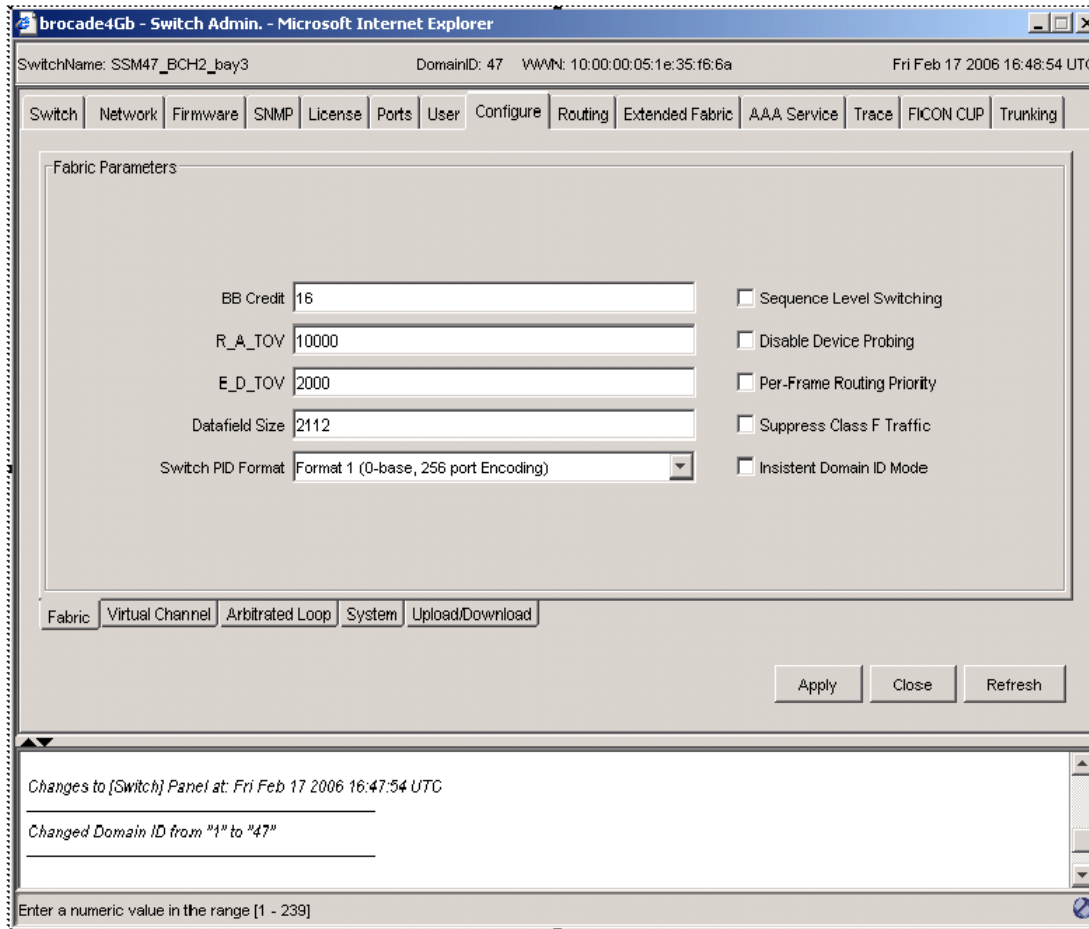 brocade4Gb - Switch Admin. - Microsoft Internet Explorer
SwitchName: SSM47_BCH2_bay3 DomainID: 47 WWN: 10:00:00:05:1e:35:f6:6a Fri Feb 17 2006 16:48:54 UTC
Switch Network Firmware SNMP License Ports User Configure Routing Extended Fabric AAA Service Trace FICON CUP Trunking
Fabric Parameters
BB Credit 16 Sequence Level Switching
R_A_TOV 10000 Disable Device Probing
E_D_TOV 2000 Per-Frame Routing Priority
Datafield Size 2112 Suppress Class F Traffic
Switch PID Format Format 1 (0-base, 256 port Encoding) Insistent Domain ID Mode
Fabric Virtual Channel Arbitrated Loop System Upload/Download
Apply Close Refresh
Changes to [Switch] Panel at: Fri Feb 17 2006 16:47:54 UTC
Changed Domain ID from "1" to "47"
Enter a numeric value in the range [1 - 239]